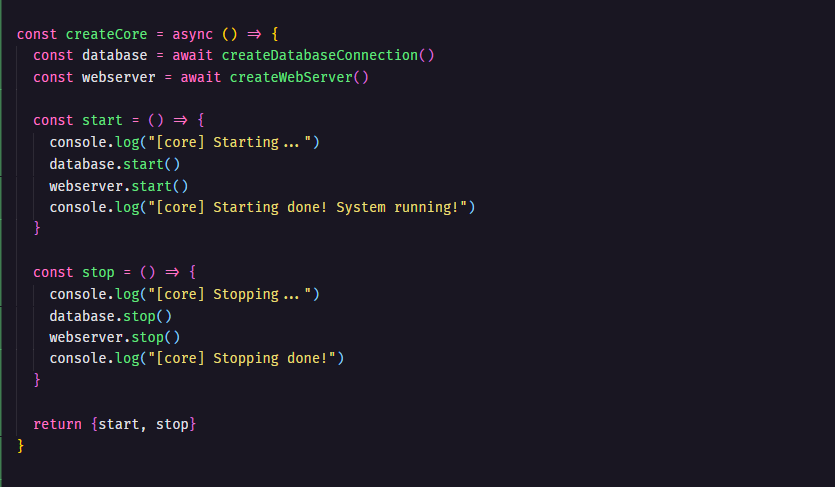 const createCore = async () => {
  const database = await createDatabaseConnection()
  const webserver = await createWebServer()
  const start = () => {
    console.log("[core] Starting...")
    database.start()
    webserver.start()
    console.log("[core] Starting done! System running!")
  }
  const stop = () => {
    console.log("[core] Stopping...")
    database.stop()
    webserver.stop()
    console.log("[core] Stopping done!")
  }
  return {start, stop}
}